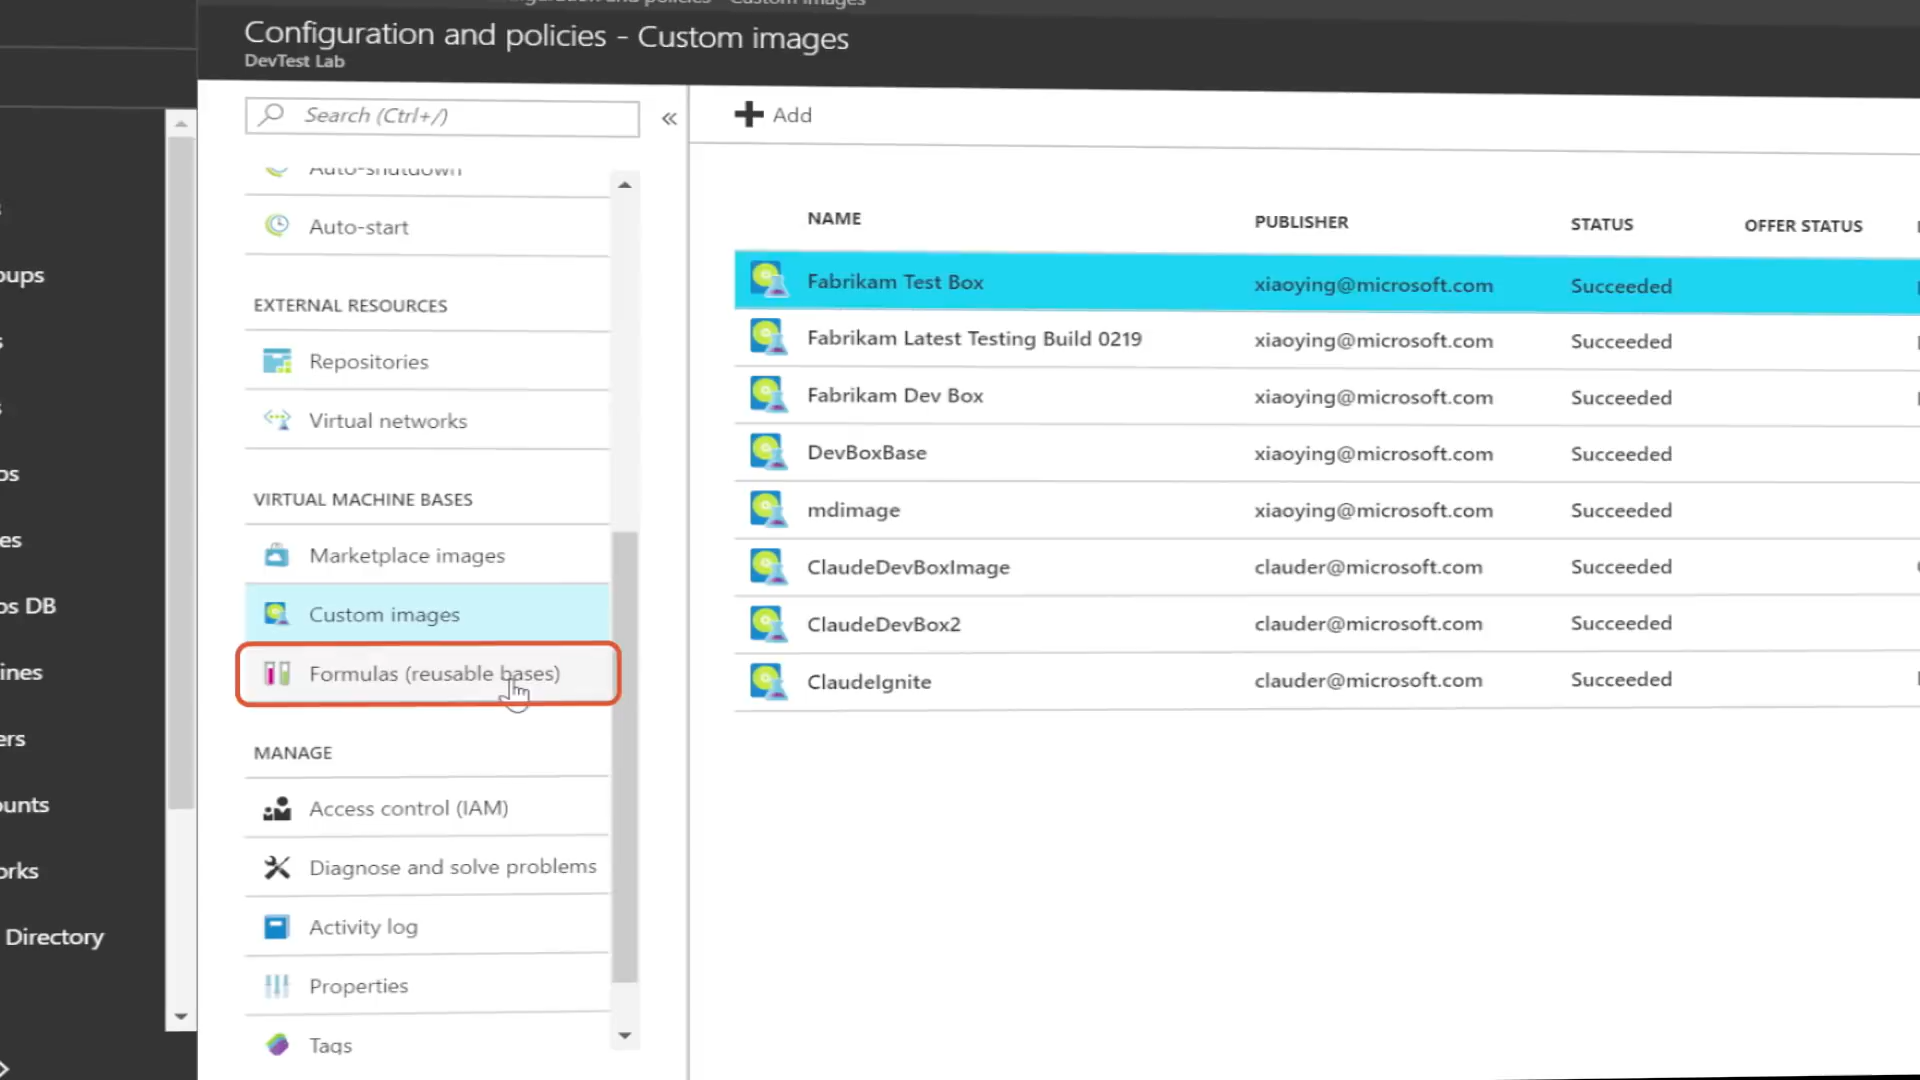 Configuration and policies - Custom images
DevTest Lab
Search (Ctrl+/)
«
Auto-shutdown
Auto-start
EXTERNAL RESOURCES
Repositories
Virtual networks
VIRTUAL MACHINE BASES
Marketplace images
Custom images
Formulas (reusable bases)
MANAGE
Access control (IAM)
Diagnose and solve problems
Activity log
Properties
Tags
Add
NAME PUBLISHER STATUS OFFER STATUS
Fabrikam Test Box xiaoying@microsoft.com Succeeded
Fabrikam Latest Testing Build 0219 xiaoying@microsoft.com Succeeded
Fabrikam Dev Box xiaoying@microsoft.com Succeeded
DevBoxBase xiaoying@microsoft.com Succeeded
mdimage xiaoying@microsoft.com Succeeded
ClaudeDevBoxImage clauder@microsoft.com Succeeded
ClaudeDevBox2 clauder@microsoft.com Succeeded
ClaudeIgnite clauder@microsoft.com Succeeded
oups
os
es
os DB
ines
ers
ounts
orks
Directory